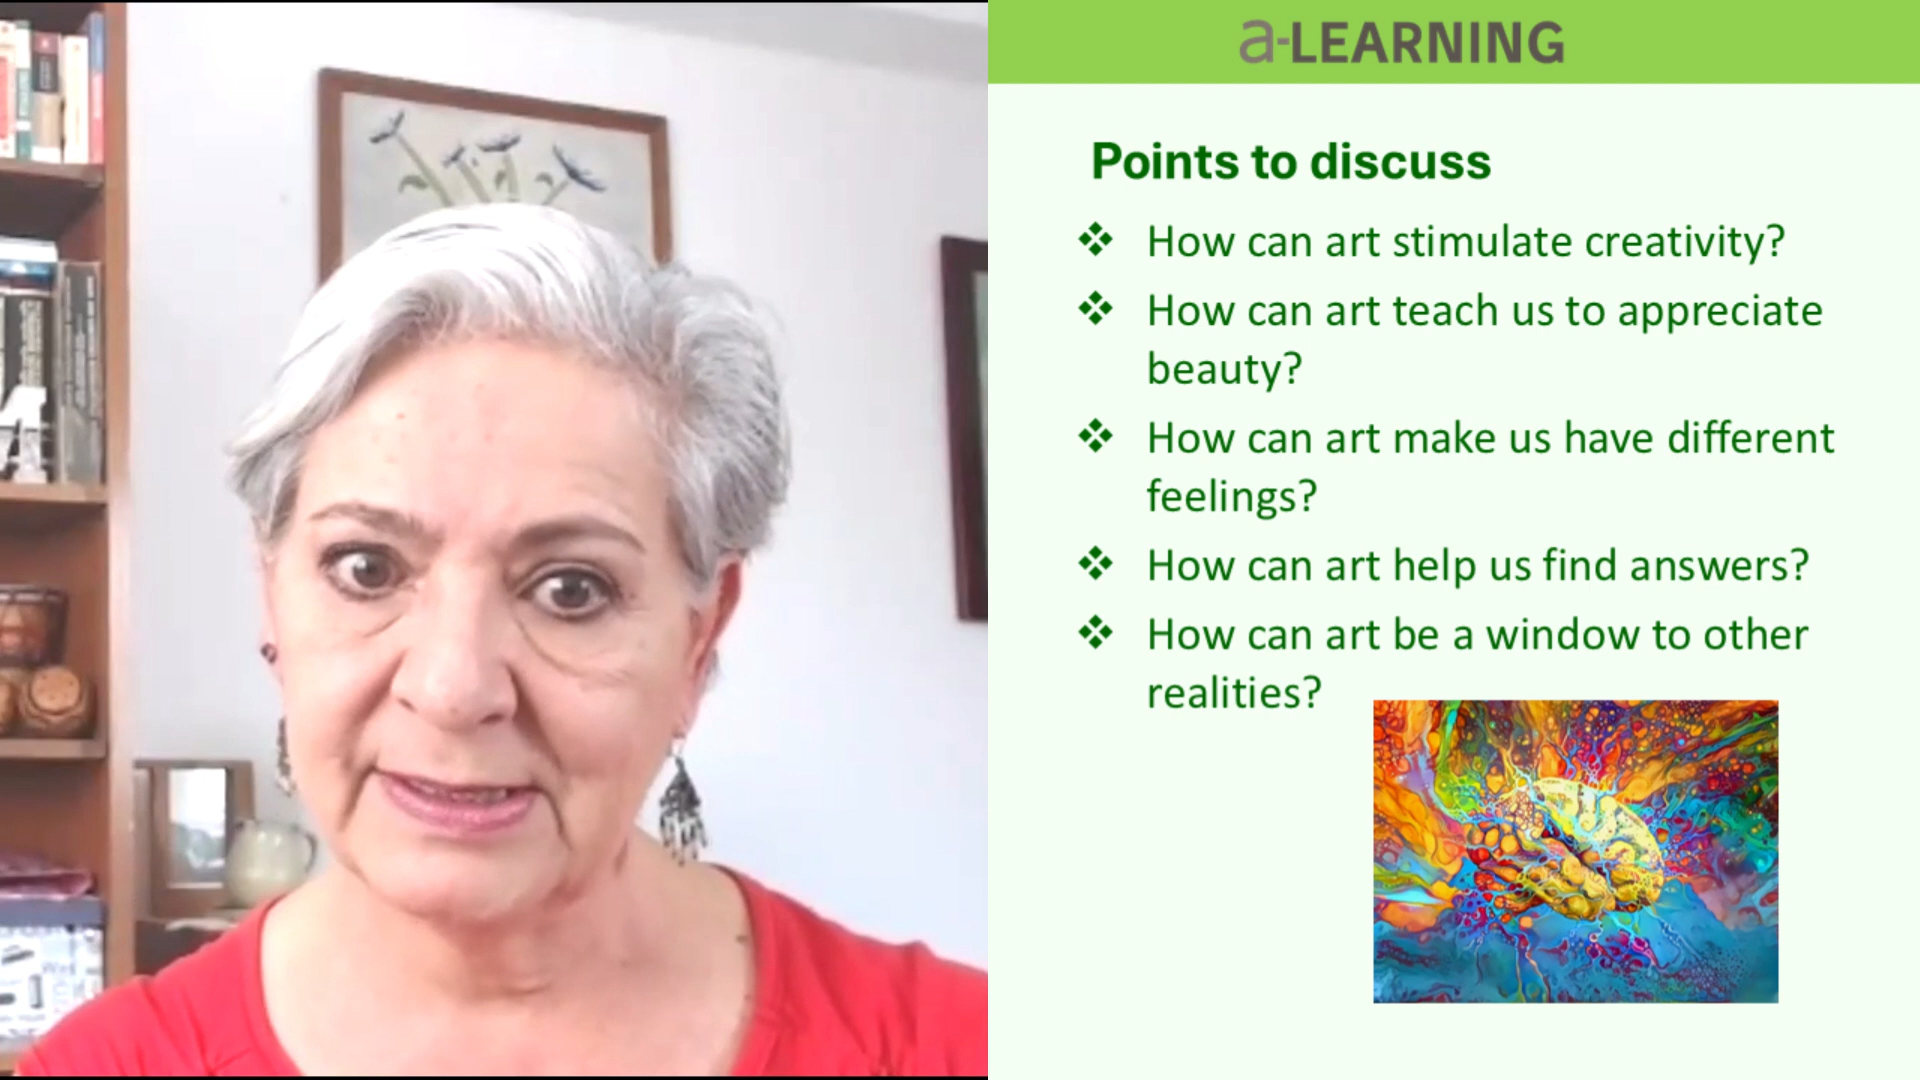 a-LEARNING
Points to discuss
❖ How can art stimulate creativity?
❖ How can art teach us to appreciate
beauty?
❖ How can art make us have different
feelings?
❖ How can art help us find answers?
❖ How can art be a window to other
realities?